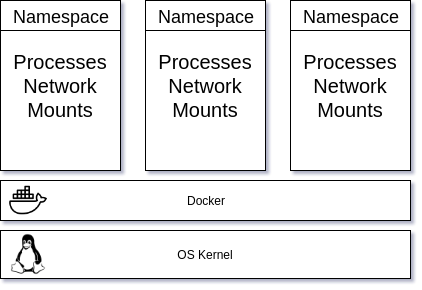 Namespace
Processes
Network
Mounts
Namespace
Processes
Network
Mounts
Namespace
Processes
Network
Mounts
Docker
OS Kernel